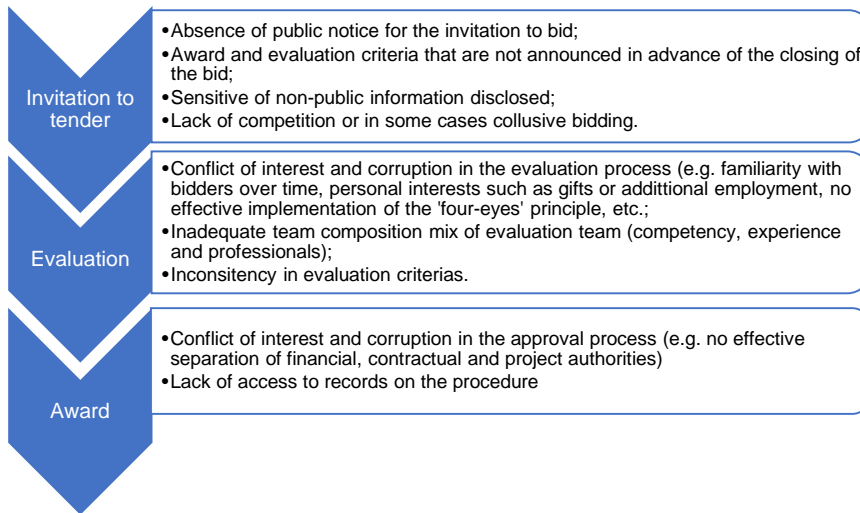 Invitation to
tender
•Absence of public notice for the invitation to bid;
•Award and evaluation criteria that are not announced in advance of the closing of
the bid;
•Sensitive of non-public information disclosed;
•Lack of competition or in some cases collusive bidding.
Evaluation
•Conflict of interest and corruption in the evaluation process (e.g. familiarity with
bidders over time, personal interests such as gifts or addittional employment, no
effective implementation of the 'four-eyes' principle, etc.;
•Inadequate team composition mix of evaluation team (competency, experience
and professionals);
•Inconsitency in evaluation criterias.
Award
•Conflict of interest and corruption in the approval process (e.g. no effective
separation of financial, contractual and project authorities)
•Lack of access to records on the procedure